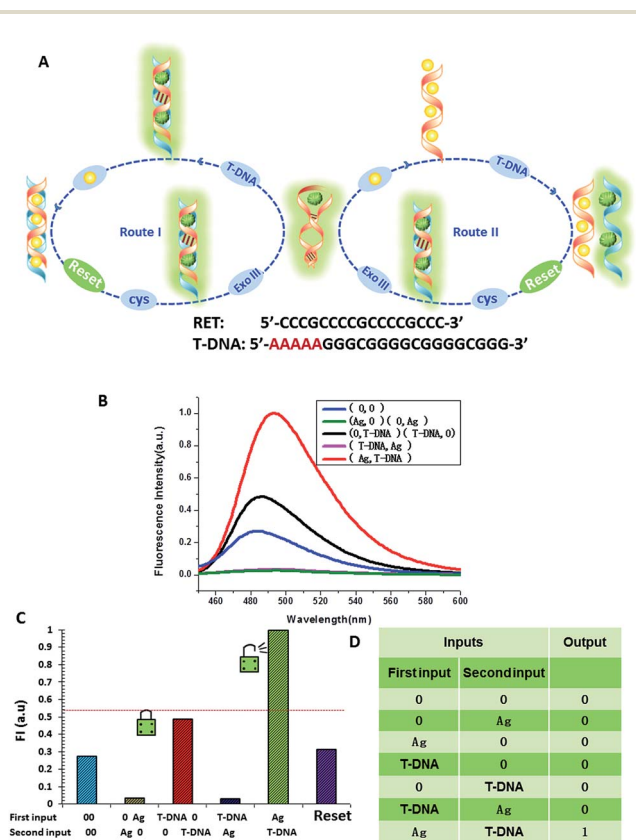 A
T-DNA
Route I
Exo III
cys
Reset
T-DNA
Route II
Exo III
cys
Reset
RET: 5’-CCCGCCCCGCCCCGCCC-3’
T-DNA: 5’-AAAAAGGGCGGGGCGGGGCGGG-3’
B
Fluorescence Intensity(a.u.)
1.0
0.8
0.6
0.4
0.2
0.0
460 480 500 520 540 560 580 600
Wavelength(nm)
( 0,0 )
(Ag,0 )( 0,Ag )
(0,T-DNA )( T-DNA,0)
( T-DNA,Ag )
( Ag,T-DNA )
C
FI (a.u)
1
0.9
0.8
0.7
0.6
0.5
0.4
0.3
0.2
0.1
0
First input 00 0 Ag T-DNA 0 T-DNA Ag Reset
Second input 00 Ag 0 0 T-DNA Ag T-DNA
D
Inputs Output
First input Second input
0 0 0
0 Ag 0
Ag 0 0
T-DNA 0 0
0 T-DNA 0
T-DNA Ag 0
Ag T-DNA 1